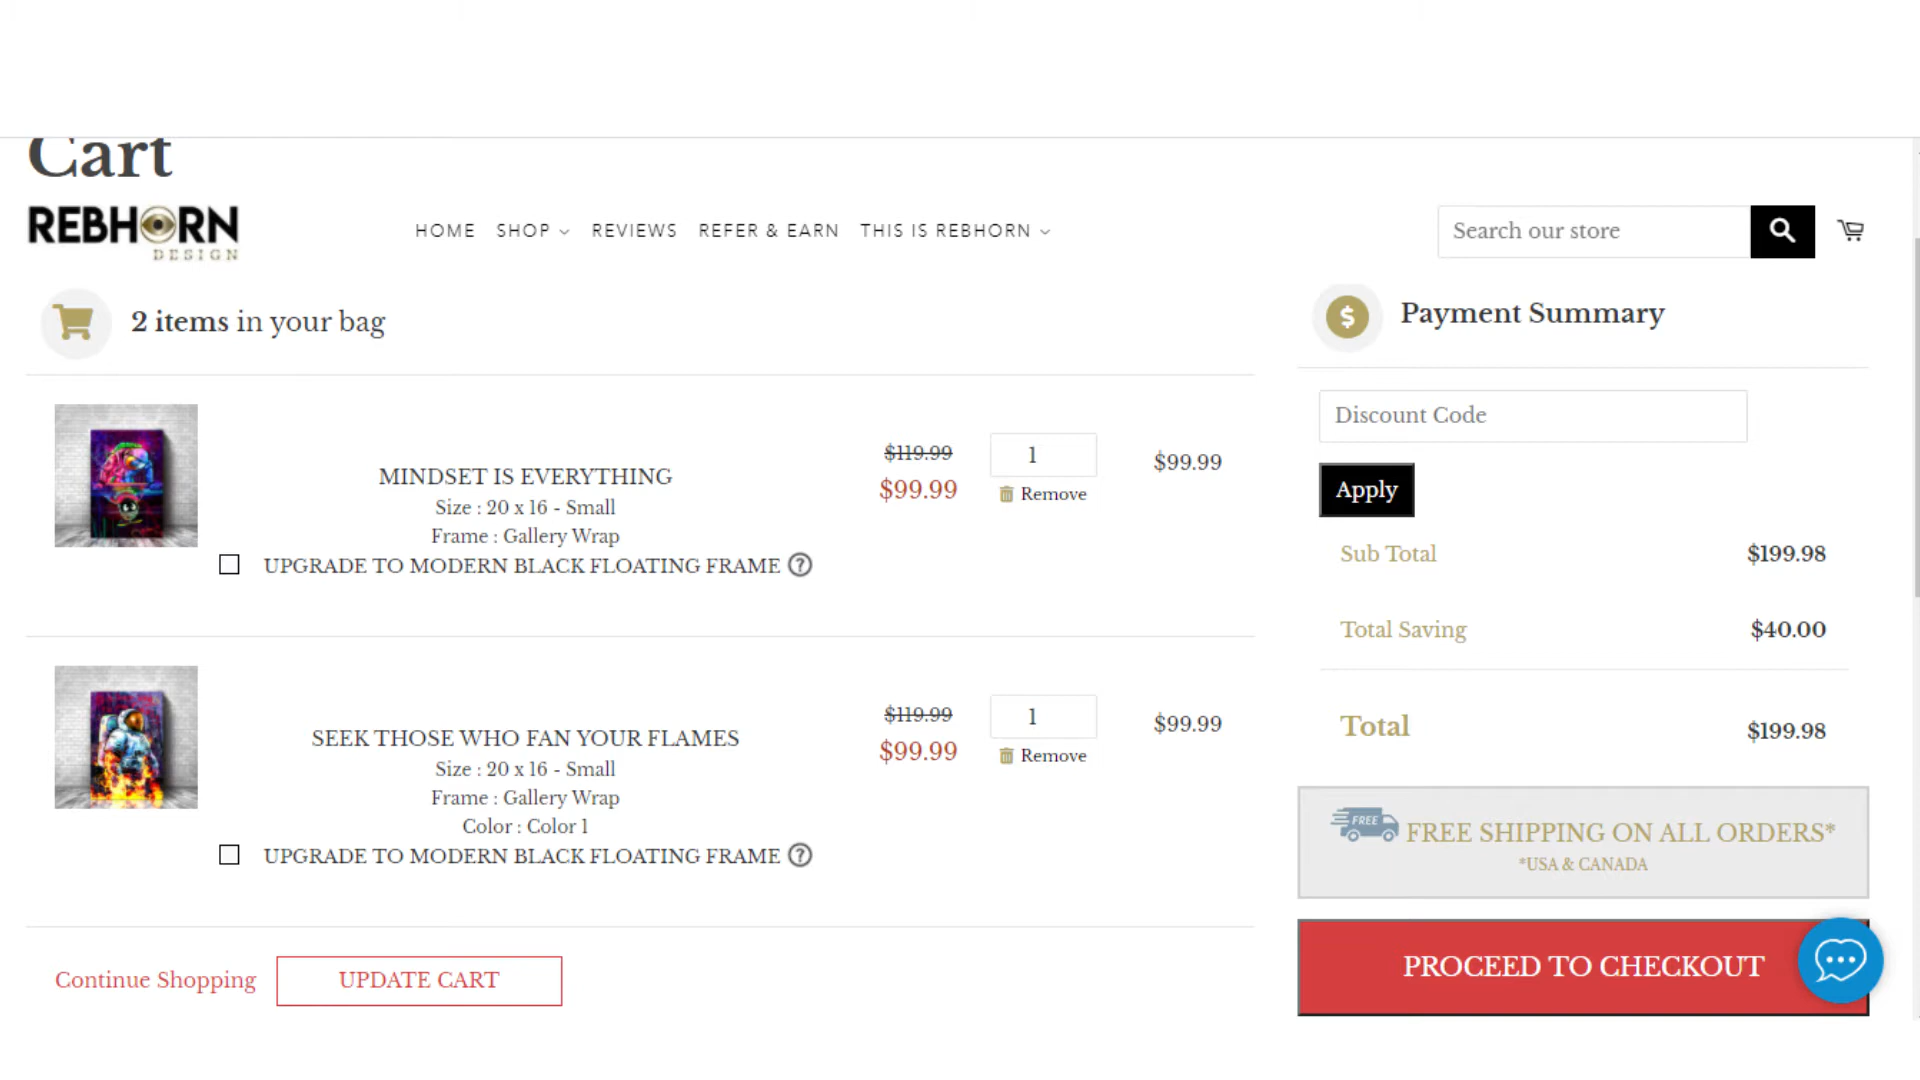 Cart
REBHORN
DESIGN
HOME SHOP REVIEWS REFER & EARN THIS IS REBHORN
Search our store
2 items in your bag
Payment Summary
MINDSET IS EVERYTHING
Size : 20 x 16 - Small
Frame : Gallery Wrap
UPGRADE TO MODERN BLACK FLOATING FRAME ?
$119.99
$99.99
1
Remove
$99.99
SEEK THOSE WHO FAN YOUR FLAMES
Size : 20 x 16 - Small
Frame : Gallery Wrap
Color : Color 1
UPGRADE TO MODERN BLACK FLOATING FRAME ?
$119.99
$99.99
1
Remove
$99.99
Continue Shopping
UPDATE CART
$
Discount Code
Apply
Sub Total $199.98
Total Saving $40.00
Total $199.98
FREE
FREE SHIPPING ON ALL ORDERS*
*USA & CANADA
PROCEED TO CHECKOUT